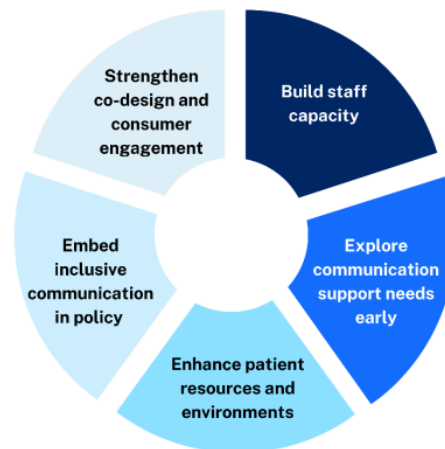 Strengthen
co-design and
consumer
engagement
Build staff
capacity
Explore
communication
support needs
early
Enhance patient
resources and
environments
Embed
inclusive
communication
in policy